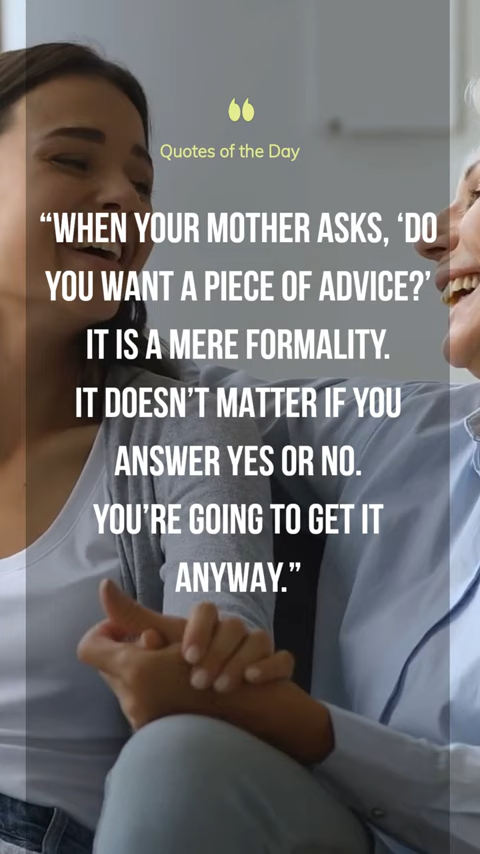 Quotes of the Day
“WHEN YOUR MOTHER ASKS, ‘DO
YOU WANT A PIECE OF ADVICE?’
IT IS A MERE FORMALITY.
IT DOESN’T MATTER IF YOU
ANSWER YES OR NO.
YOU’RE GOING TO GET IT
ANYWAY.”